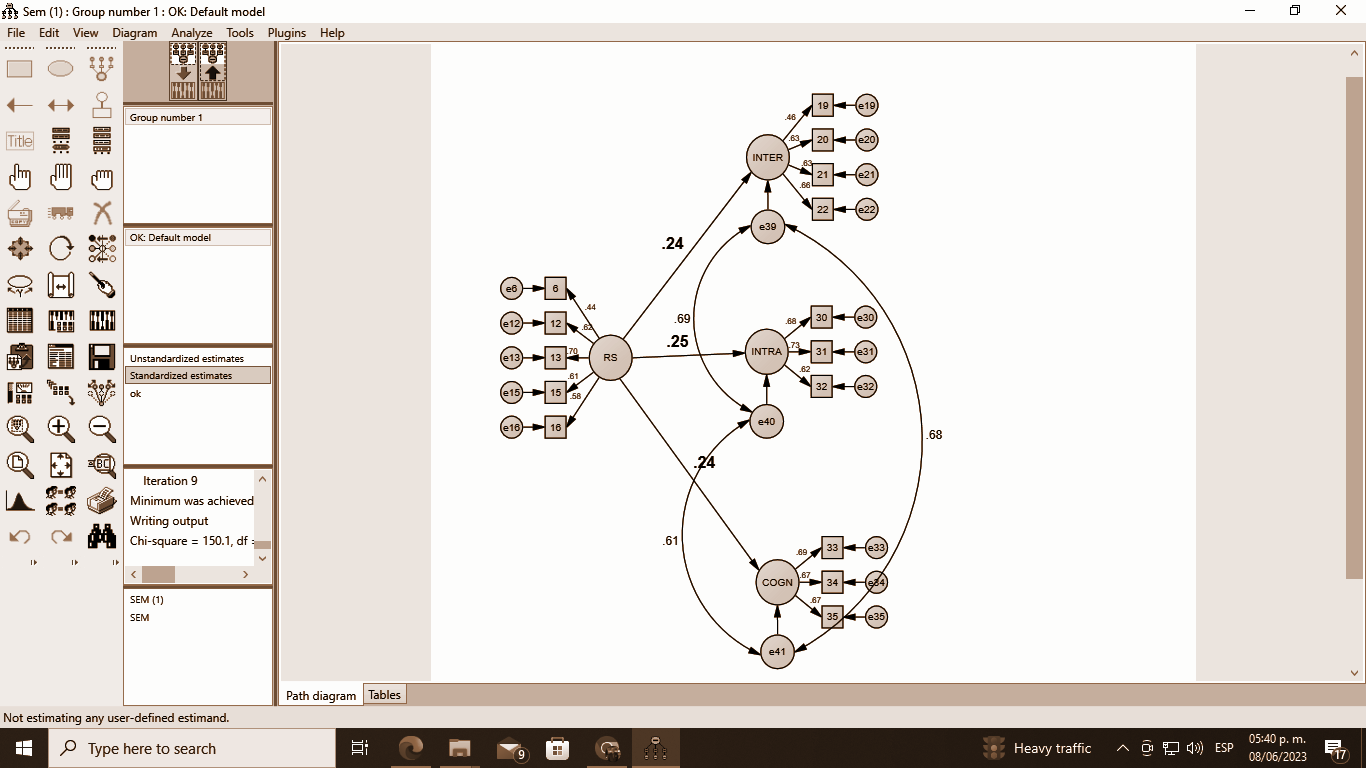 Sem (1) : Group number 1 : OK: Default model
File Edit View Diagram Analyze Tools Plugins Help
Title
Group number 1
OK: Default model
Unstandardized estimates
Standardized estimates
ok
Iteration 9
Minimum was achieved
Writing output
Chi-square = 150.1, df =
SEM (1)
SEM
19 e19
.46
20 e20
.63
INTER
.63
21 e21
.66
22 e22
e39
.24
e6 6
.44
e12 12
.62
.69
.68
30 e30
.25
e13 13
.70
RS
INTRA
.73
31 e31
.61
.62
32 e32
e15 15
.58
e16 16
e40
.68
.24
.61
.69
33 e33
COGN
.67
34 e34
.67
35 e35
e41
Path diagram Tables
Not estimating any user-defined estimand.
Type here to search
9
Heavy traffic
ESP
05:40 p. m.
08/06/2023
17